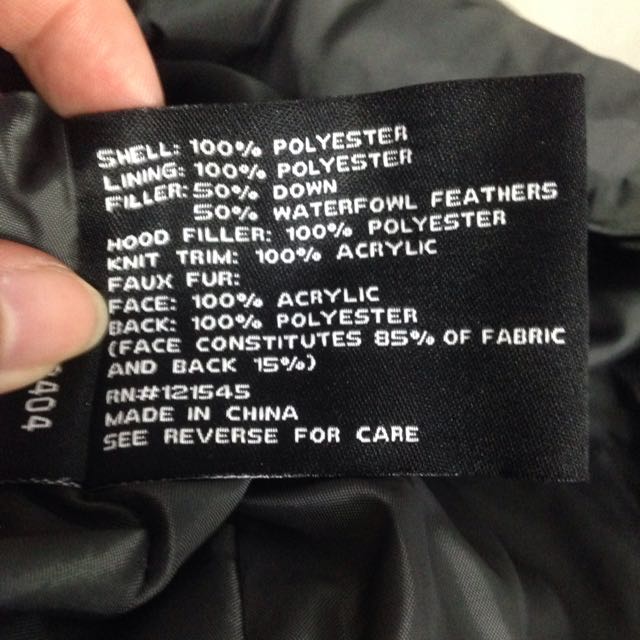 SHELL: 100% POLYESTER
LINING: 100% POLYESTER
FILLER: 50% DOWN
50% WATERFOWL FEATHERS
HOOD FILLER: 100% POLYESTER
KNIT TRIM: 100% ACRYLIC
FAUX FUR:
FACE: 100% ACRYLIC
BACK: 100% POLYESTER
(FACE CONSTITUTES 85% OF FABRIC
AND BACK 15%)
RN#121545
MADE IN CHINA
SEE REVERSE FOR CARE